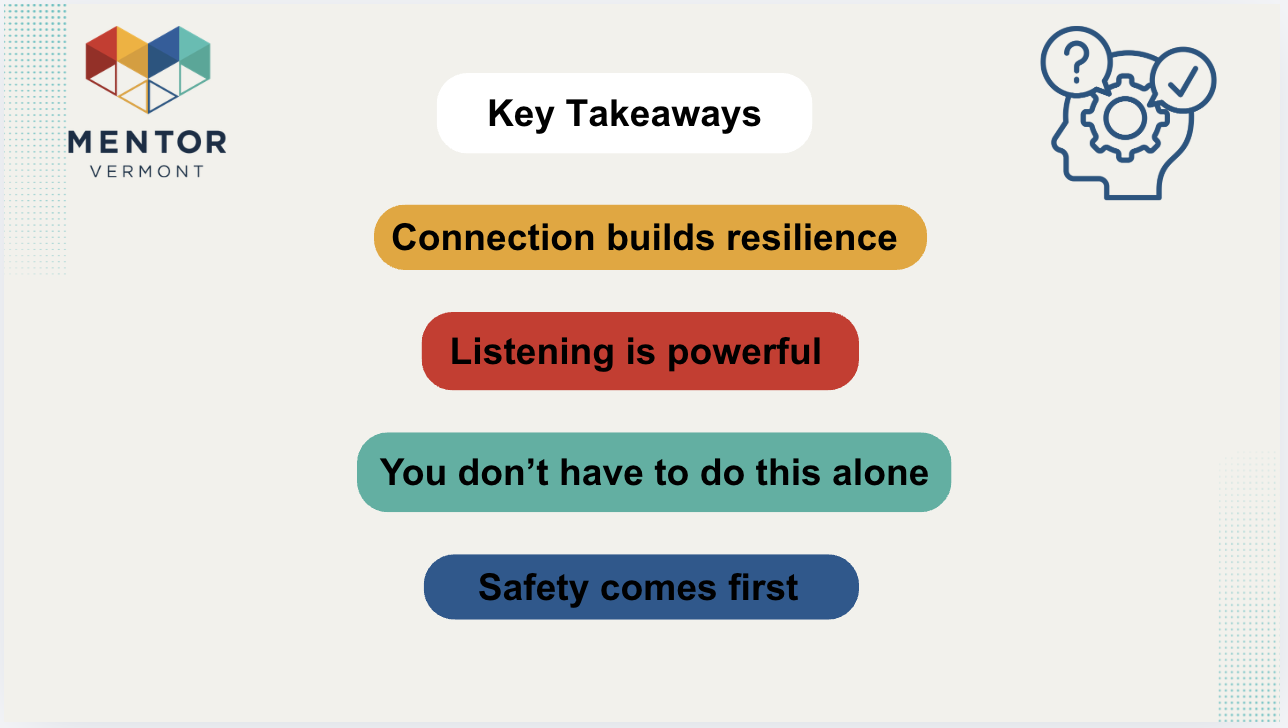 MENTOR
VERMONT
Key Takeaways
?
Connection builds resilience
Listening is powerful
You don’t have to do this alone
Safety comes first